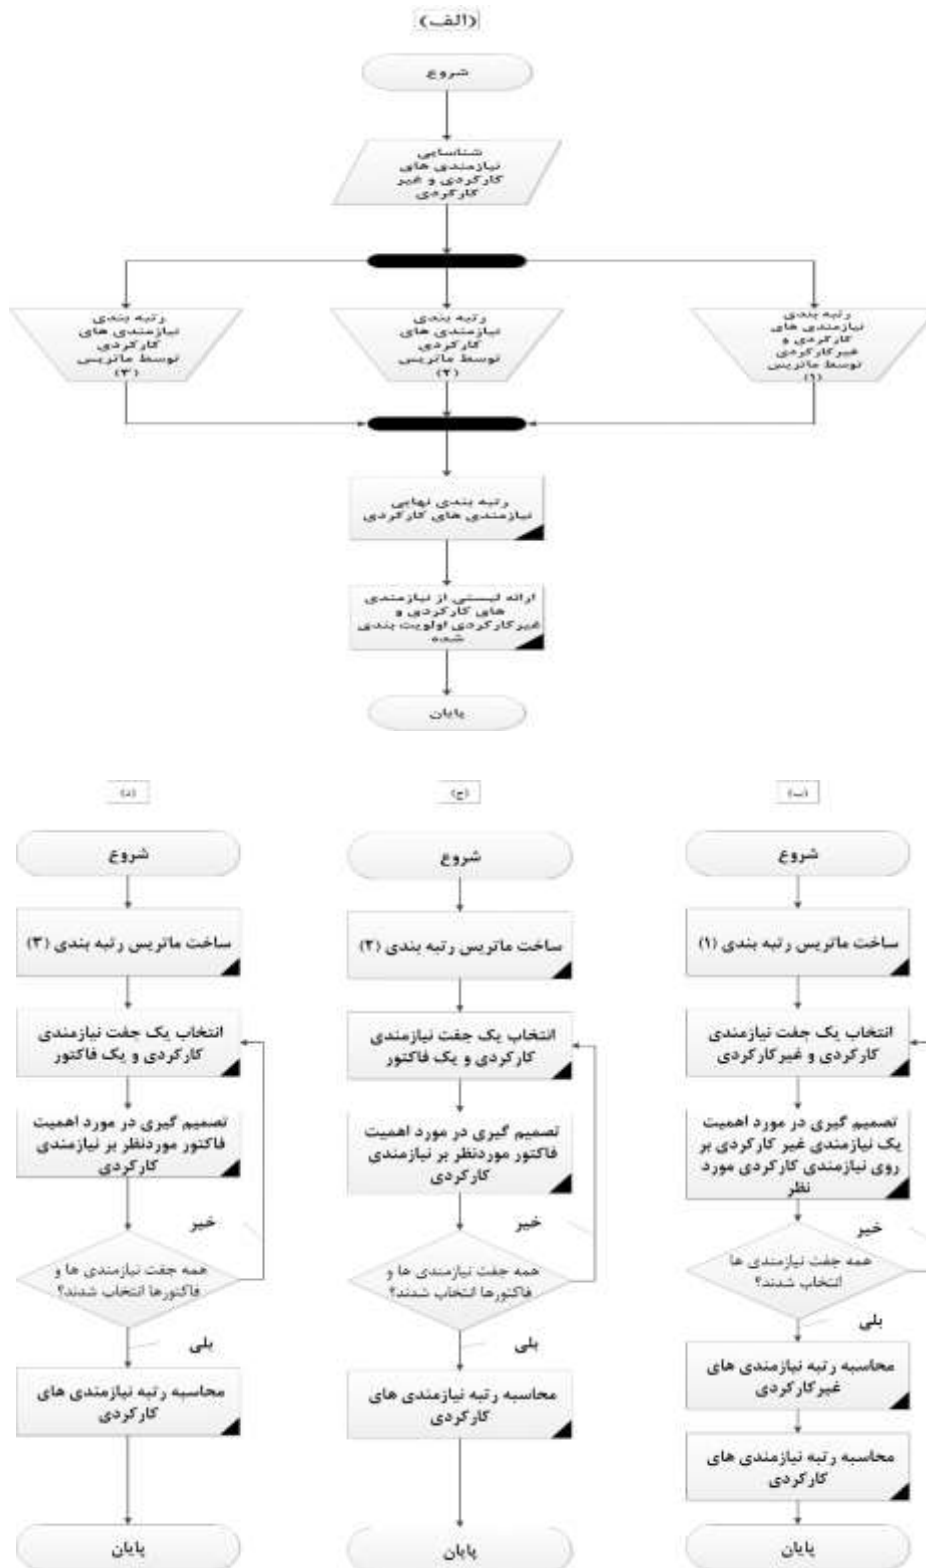 (الف)
شروع
شناسایی
نیازمندی های
کارکردی و غیر
کارکردی
رتبه بندی
نیازمندی های
کارکردی و
غیرکارکردی
توسط ماتریس
(۱)
رتبه بندی
نیازمندی های
کارکردی
توسط ماتریس
(۲)
رتبه بندی
نیازمندی های
کارکردی
توسط ماتریس
(۳)
رتبه بندی نهایی
نیازمندی های کارکردی
ارائه لیستی از نیازمندی
های کارکردی و
غیرکارکردی اولویت بندی
شده
پایان
(ب)
شروع
ساخت ماتریس رتبه بندی (۱)
انتخاب یک جفت نیازمندی
کارکردی و غیرکارکردی
تصمیم گیری در مورد اهمیت
یک نیازمندی غیر کارکردی بر
روی نیازمندی کارکردی مورد
نظر
خیر
همه جفت نیازمندی ها
انتخاب شدند؟
بلی
محاسبه رتبه نیازمندی های
غیرکارکردی
محاسبه رتبه نیازمندی های
کارکردی
پایان
(ج)
شروع
ساخت ماتریس رتبه بندی (۲)
انتخاب یک جفت نیازمندی
کارکردی و یک فاکتور
تصمیم گیری در مورد اهمیت
فاکتور موردنظر بر نیازمندی
کارکردی
خیر
همه جفت نیازمندی ها و
فاکتورها انتخاب شدند؟
بلی
محاسبه رتبه نیازمندی های
کارکردی
پایان
(د)
شروع
ساخت ماتریس رتبه بندی (۳)
انتخاب یک جفت نیازمندی
کارکردی و یک فاکتور
تصمیم گیری در مورد اهمیت
فاکتور موردنظر بر نیازمندی
کارکردی
خیر
همه جفت نیازمندی ها و
فاکتورها انتخاب شدند؟
بلی
محاسبه رتبه نیازمندی های
کارکردی
پایان